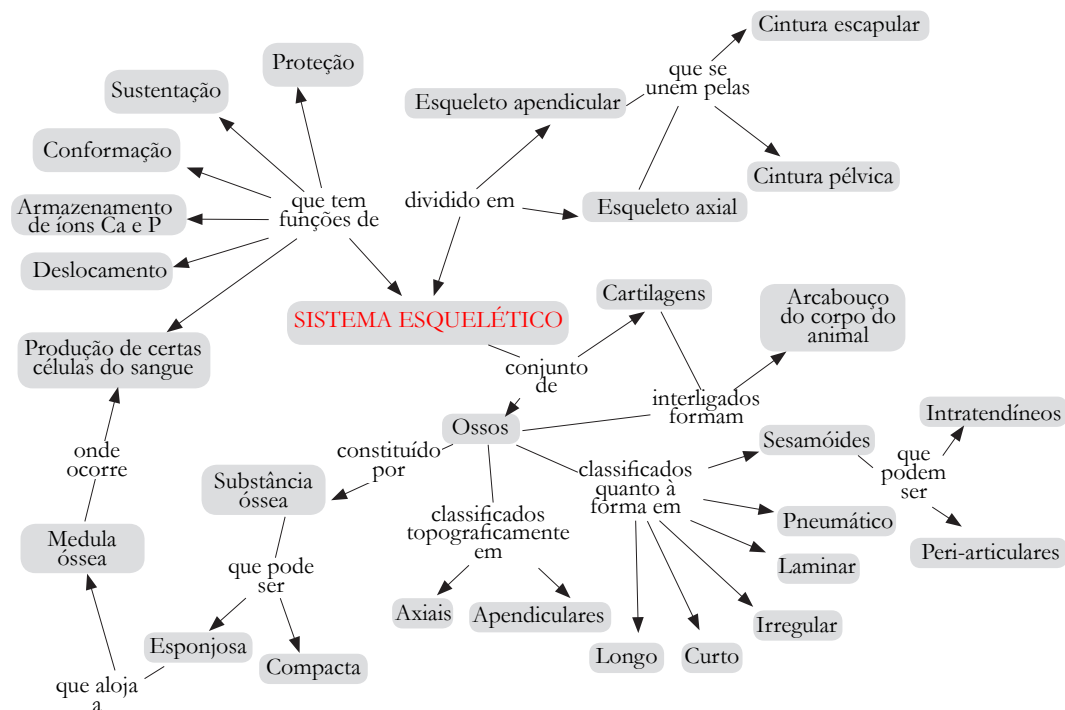 Cintura escapular
Proteção
que se
unem pelas
Sustentação
Esqueleto apendicular
Conformação
Cintura pélvica
Armazenamento
de íons Ca e P
que tem
funções de
dividido em
Esqueleto axial
Deslocamento
SISTEMA ESQUELÉTICO
Cartilagens
Arcabouço
do corpo do
animal
Produção de certas
células do sangue
conjunto
de
interligados
formam
Intratendíneos
Ossos
Sesamóides
onde
ocorre
constituído
por
que
podem
ser
Substância
óssea
classificados
quanto à
forma em
classificados
topograficamente
em
Pneumático
Medula
óssea
Peri-articulares
Laminar
que pode
ser
Axiais
Apendiculares
Irregular
Esponjosa
Compacta
Longo
Curto
que aloja
a